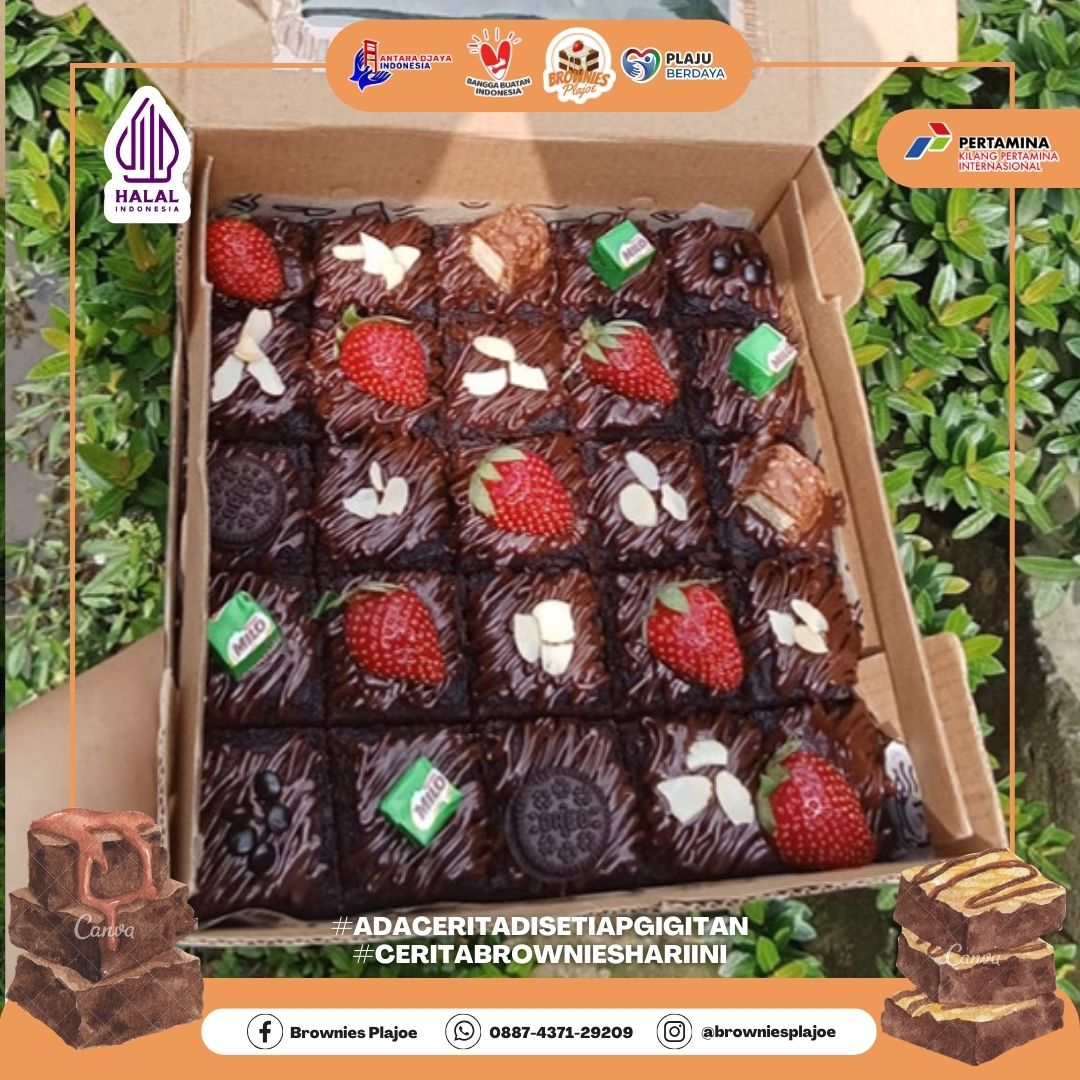 ANTARA DJAYA
INDONESIA
BANGGA BUATAN
INDONESIA
BROWNIES
Plajoe
PLAJU
BERDAYA
HALAL
INDONESIA
PERTAMINA
KILANG PERTAMINA
INTERNASIONAL
MILO
MILO
OREO
MILO
MILO
OREO
#ADACERITADISETIAPGIGITAN
#CERITABROWNIESHARIINI
Canva
Canva
Brownies Plajoe
0887-4371-29209
@browniesplajoe